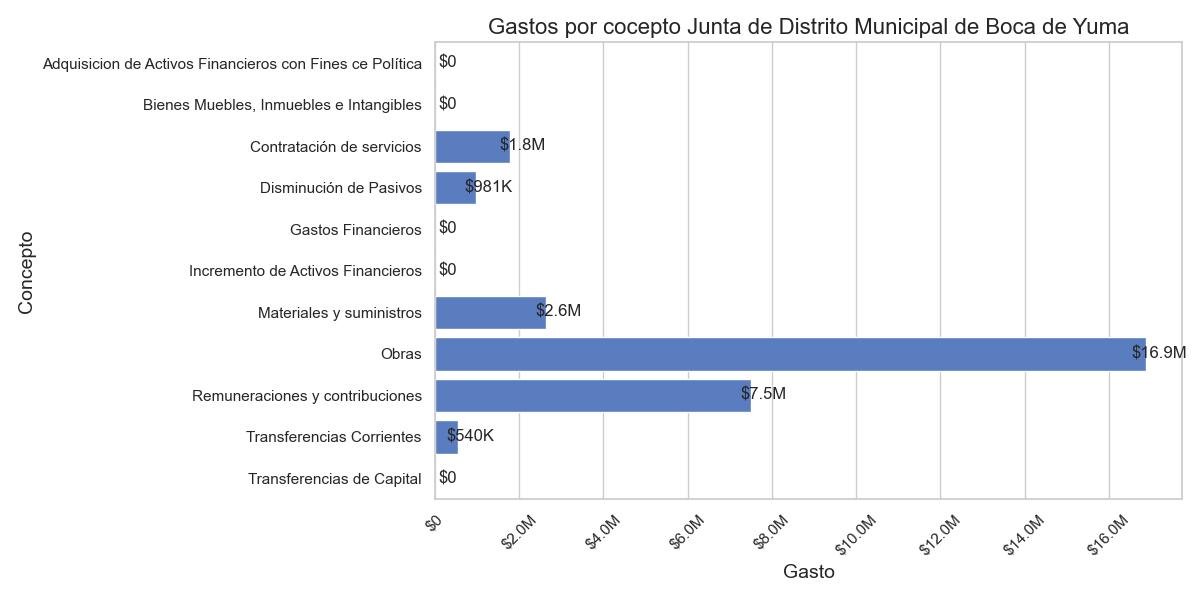 Gastos por cocepto Junta de Distrito Municipal de Boca de Yuma
Concepto
Adquisicion de Activos Financieros con Fines ce Política $0
Bienes Muebles, Inmuebles e Intangibles $0
Contratación de servicios $1.8M
Disminución de Pasivos $981K
Gastos Financieros $0
Incremento de Activos Financieros $0
Materiales y suministros $2.6M
Obras $16.9M
Remuneraciones y contribuciones $7.5M
Transferencias Corrientes $540K
Transferencias de Capital $0
$0 $2.0M $4.0M $6.0M $8.0M $10.0M $12.0M $14.0M $16.0M
Gasto